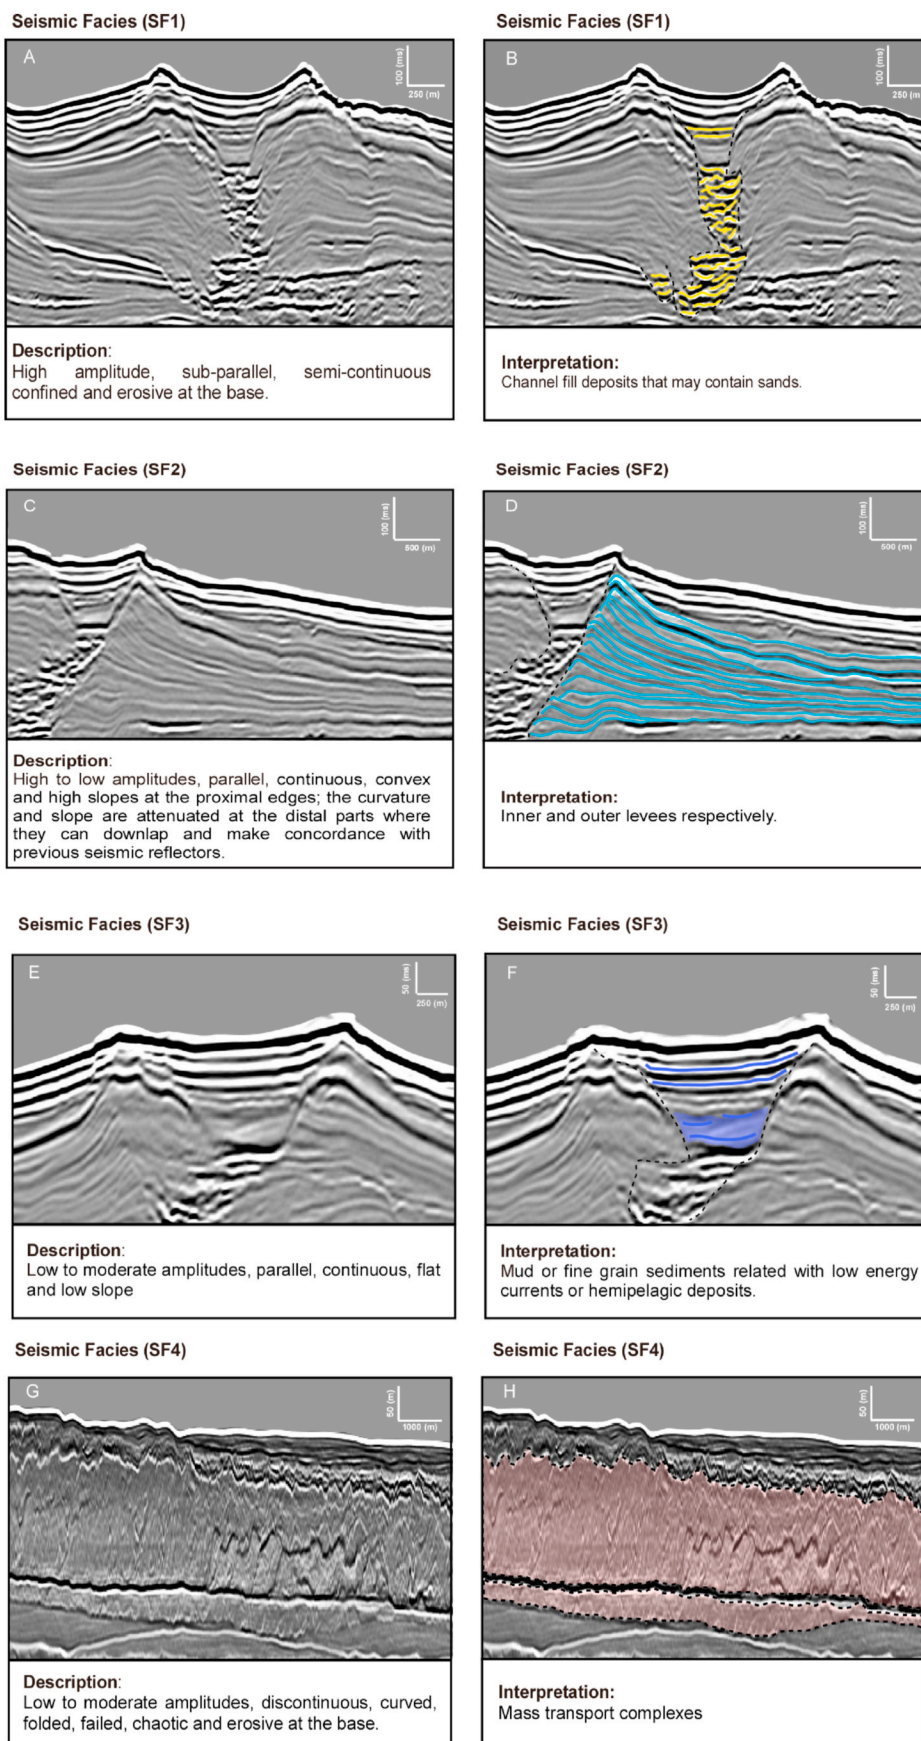 Seismic Facies (SF1)
Seismic Facies (SF1)
A
100 (ms)
250 (m)
B
100 (ms)
250 (m)
Description:
High amplitude, sub-parallel, semi-continuous
confined and erosive at the base.
Interpretation:
Channel fill deposits that may contain sands.
Seismic Facies (SF2)
Seismic Facies (SF2)
C
100 (ms)
500 (m)
D
100 (ms)
500 (m)
Description:
High to low amplitudes, parallel, continuous, convex
and high slopes at the proximal edges; the curvature
and slope are attenuated at the distal parts where
they can downlap and make concordance with
previous seismic reflectors.
Interpretation:
Inner and outer levees respectively.
Seismic Facies (SF3)
Seismic Facies (SF3)
E
50 (ms)
250 (m)
F
50 (ms)
250 (m)
Description:
Low to moderate amplitudes, parallel, continuous, flat
and low slope
Interpretation:
Mud or fine grain sediments related with low energy
currents or hemipelagic deposits.
Seismic Facies (SF4)
Seismic Facies (SF4)
G
50 (m)
1000 (m)
H
50 (m)
1000 (m)
Description:
Low to moderate amplitudes, discontinuous, curved,
folded, failed, chaotic and erosive at the base.
Interpretation:
Mass transport complexes